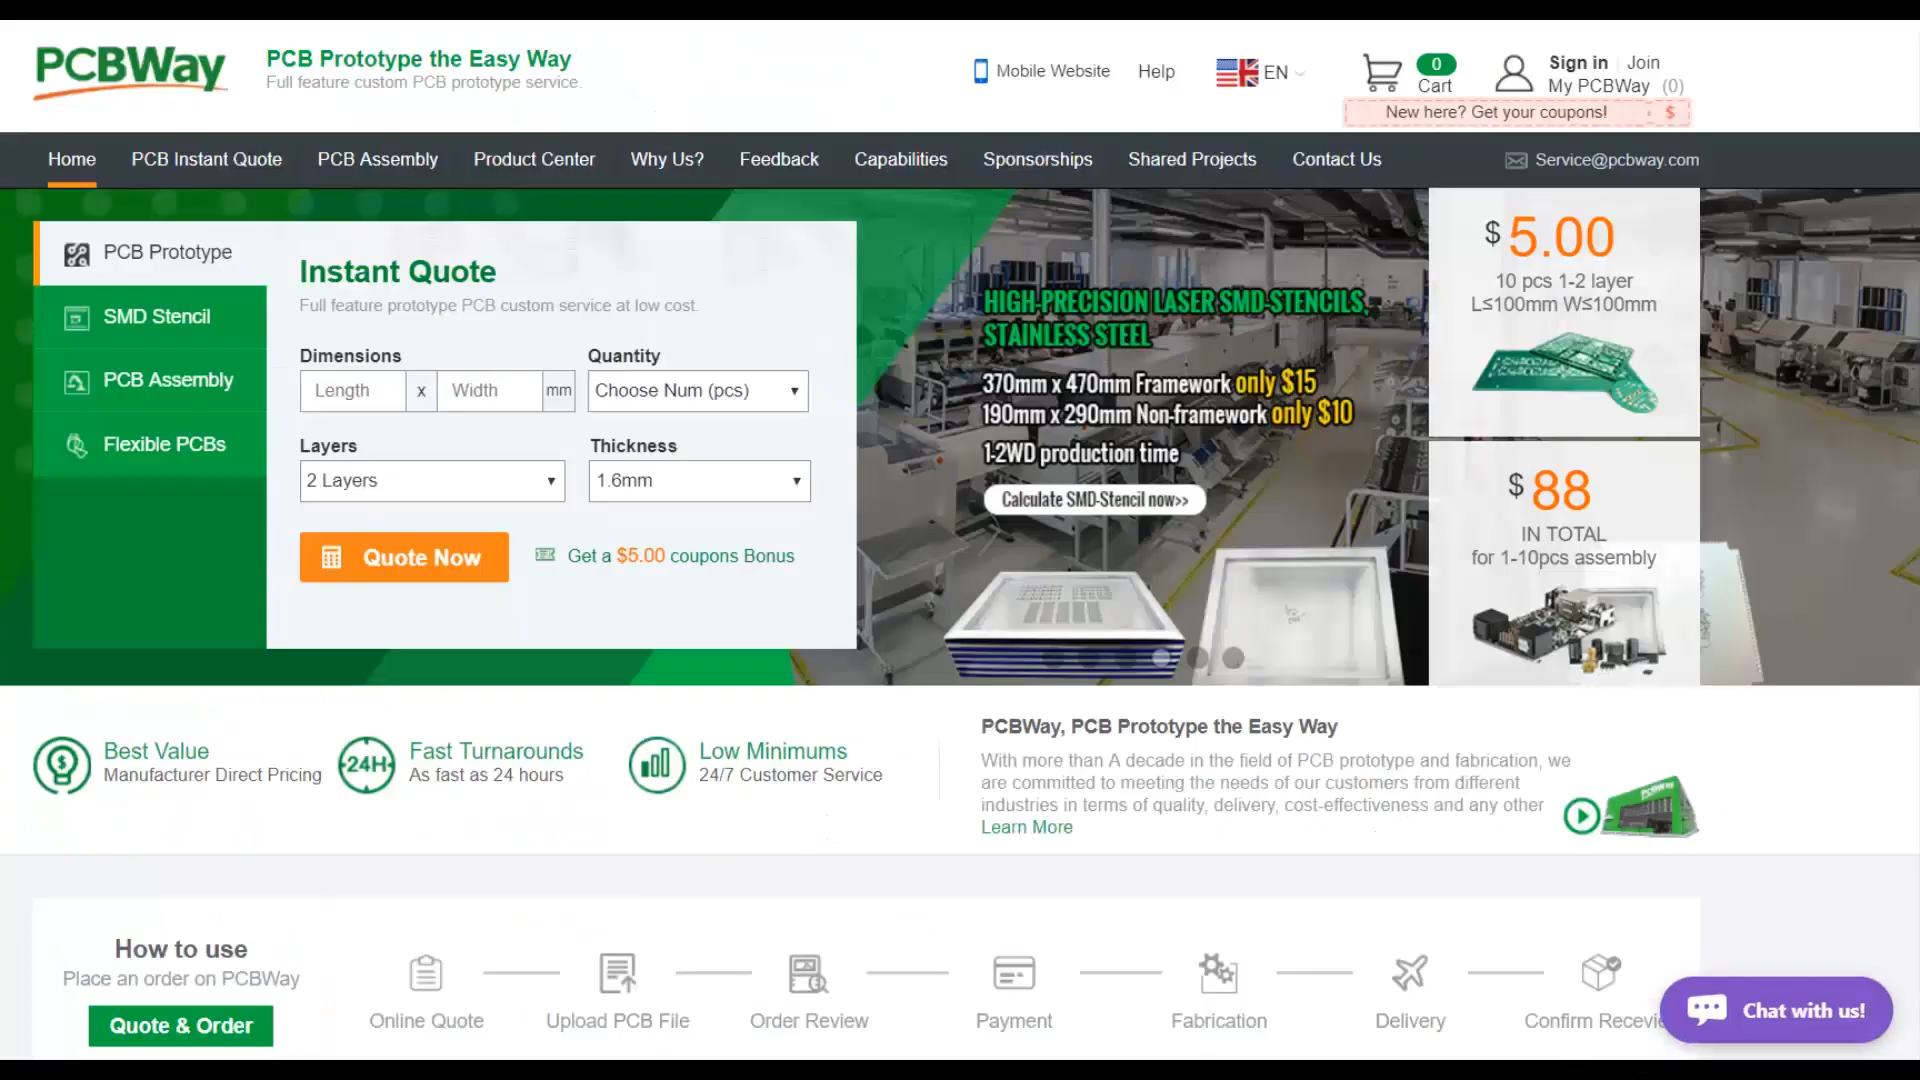 PCBWay
PCB Prototype the Easy Way
Full feature custom PCB prototype service.
Mobile Website
Help
EN
0
Cart
Sign in
Join
My PCBWay (0)
New here? Get your coupons!
$
Home
PCB Instant Quote
PCB Assembly
Product Center
Why Us?
Feedback
Capabilities
Sponsorships
Shared Projects
Contact Us
Service@pcbway.com
PCB Prototype
SMD Stencil
PCB Assembly
Flexible PCBs
Instant Quote
Full feature prototype PCB custom service at low cost.
Dimensions
Quantity
Length x Width mm
Choose Num (pcs)
Layers
Thickness
2 Layers
1.6mm
Quote Now
Get a $5.00 coupons Bonus
HIGH-PRECISION LASER SMD-STENCILS,
STAINLESS STEEL
370mm x 470mm Framework only $15
190mm x 290mm Non-framework only $10
1-2WD production time
Calculate SMD-Stencil now>>
$ 5.00
10 pcs 1-2 layer
L≤100mm W≤100mm
$ 88
IN TOTAL
for 1-10pcs assembly
Best Value
Manufacturer Direct Pricing
24H
Fast Turnarounds
As fast as 24 hours
Low Minimums
24/7 Customer Service
PCBWay, PCB Prototype the Easy Way
With more than A decade in the field of PCB prototype and fabrication, we
are committed to meeting the needs of our customers from different
industries in terms of quality, delivery, cost-effectiveness and any other
Learn More
How to use
Place an order on PCBWay
Quote & Order
Online Quote
Upload PCB File
Order Review
Payment
Fabrication
Delivery
Confirm Recevie
Chat with us!